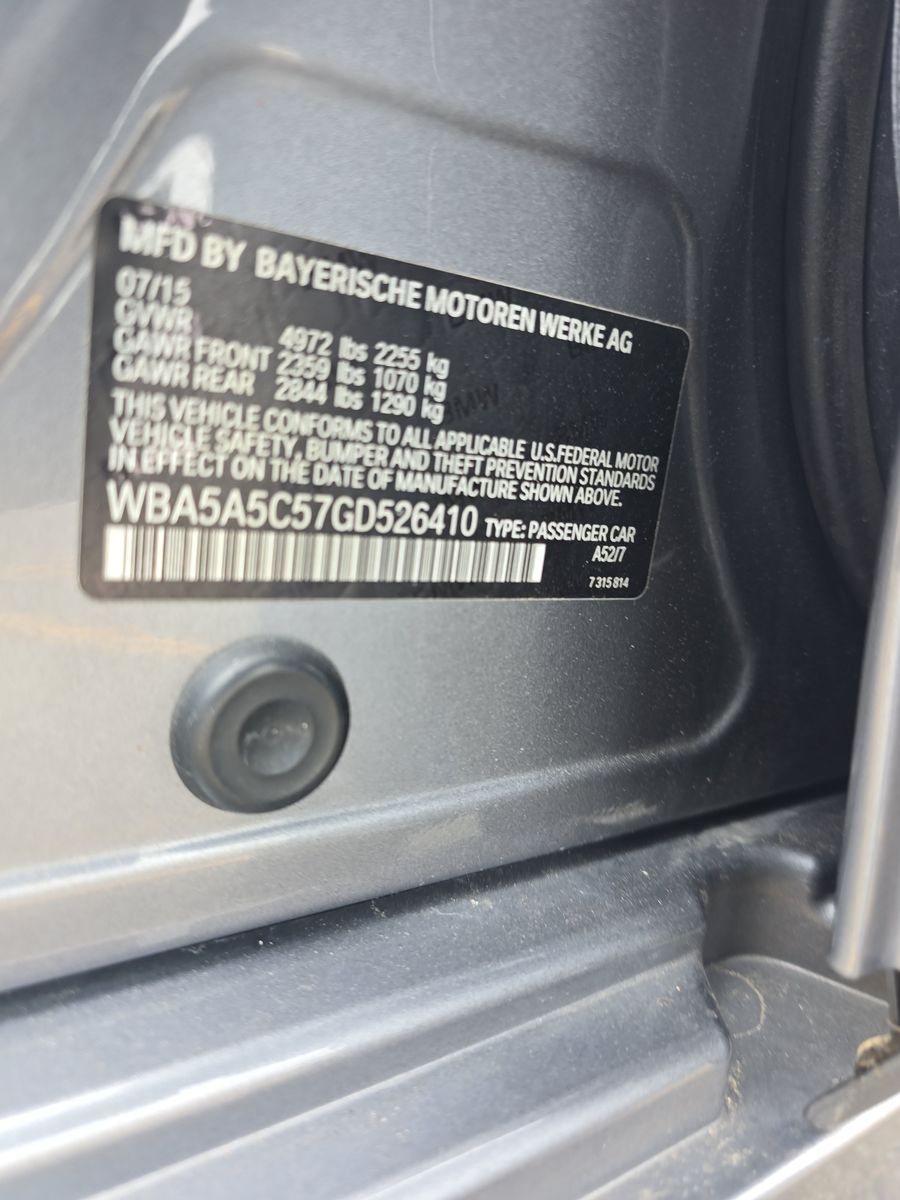 MFD BY BAYERISCHE MOTOREN WERKE AG
07/15
GVWR 4972 lbs 2255 kg
GAWR FRONT 2359 lbs 1070 kg
GAWR REAR 2844 lbs 1290 kg
THIS VEHICLE CONFORMS TO ALL APPLICABLE U.S.FEDERAL MOTOR
VEHICLE SAFETY, BUMPER AND THEFT PREVENTION STANDARDS
IN EFFECT ON THE DATE OF MANUFACTURE SHOWN ABOVE.
WBA5A5C57GD526410 TYPE: PASSENGER CAR
A52/7
7 315 814